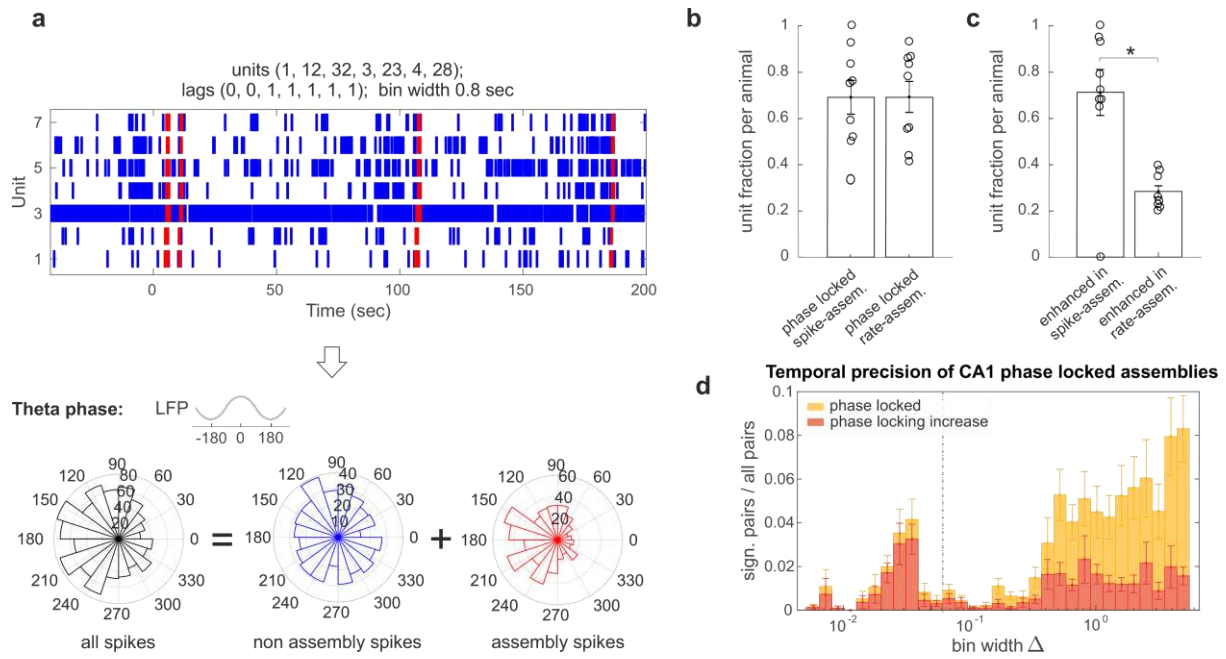 a
units (1, 12, 32, 3, 23, 4, 28);
lags (0, 0, 1, 1, 1, 1, 1); bin width 0.8 sec
Unit
7
5
3
1
0 50 100 150 200
Time (sec)
Theta phase:
LFP
-180 0 180
90
120 60
150 30
180 0
210 330
240 300
270
80
60
40
20
all spikes
=
90
120 60
150 30
180 0
210 330
240 300
270
40
30
20
10
non assembly spikes
+
90
120 60
150 30
180 0
210 330
240 300
270
40
20
assembly spikes
b
unit fraction per animal
1
0.8
0.6
0.4
0.2
0
phase locked
spike-assem.
phase locked
rate-assem.
c
unit fraction per animal
1
0.8
0.6
0.4
0.2
0
*
enhanced in
spike-assem.
enhanced in
rate-assem.
d
Temporal precision of CA1 phase locked assemblies
sign. pairs / all pairs
0.1
0.08
0.06
0.04
0.02
0
phase locked
phase locking increase
10-2 10-1 100
bin width Δ